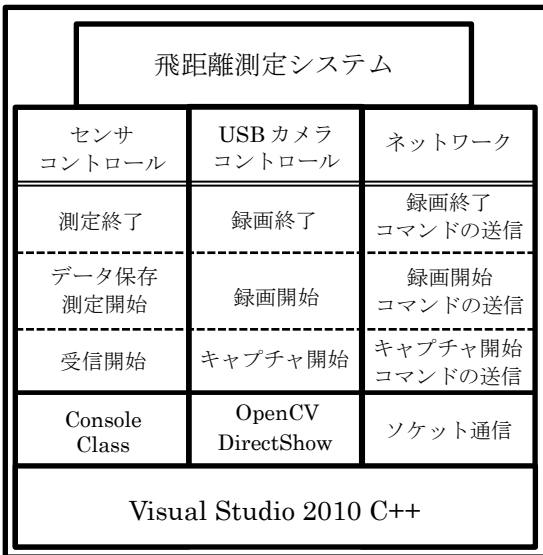 飛距離測定システム
センサ
コントロール
USBカメラ
コントロール
ネットワーク
測定終了
録画終了
録画終了
コマンドの送信
データ保存
測定開始
録画開始
録画開始
コマンドの送信
受信開始
キャプチャ開始
キャプチャ開始
コマンドの送信
Console
Class
OpenCV
DirectShow
ソケット通信
Visual Studio 2010 C++